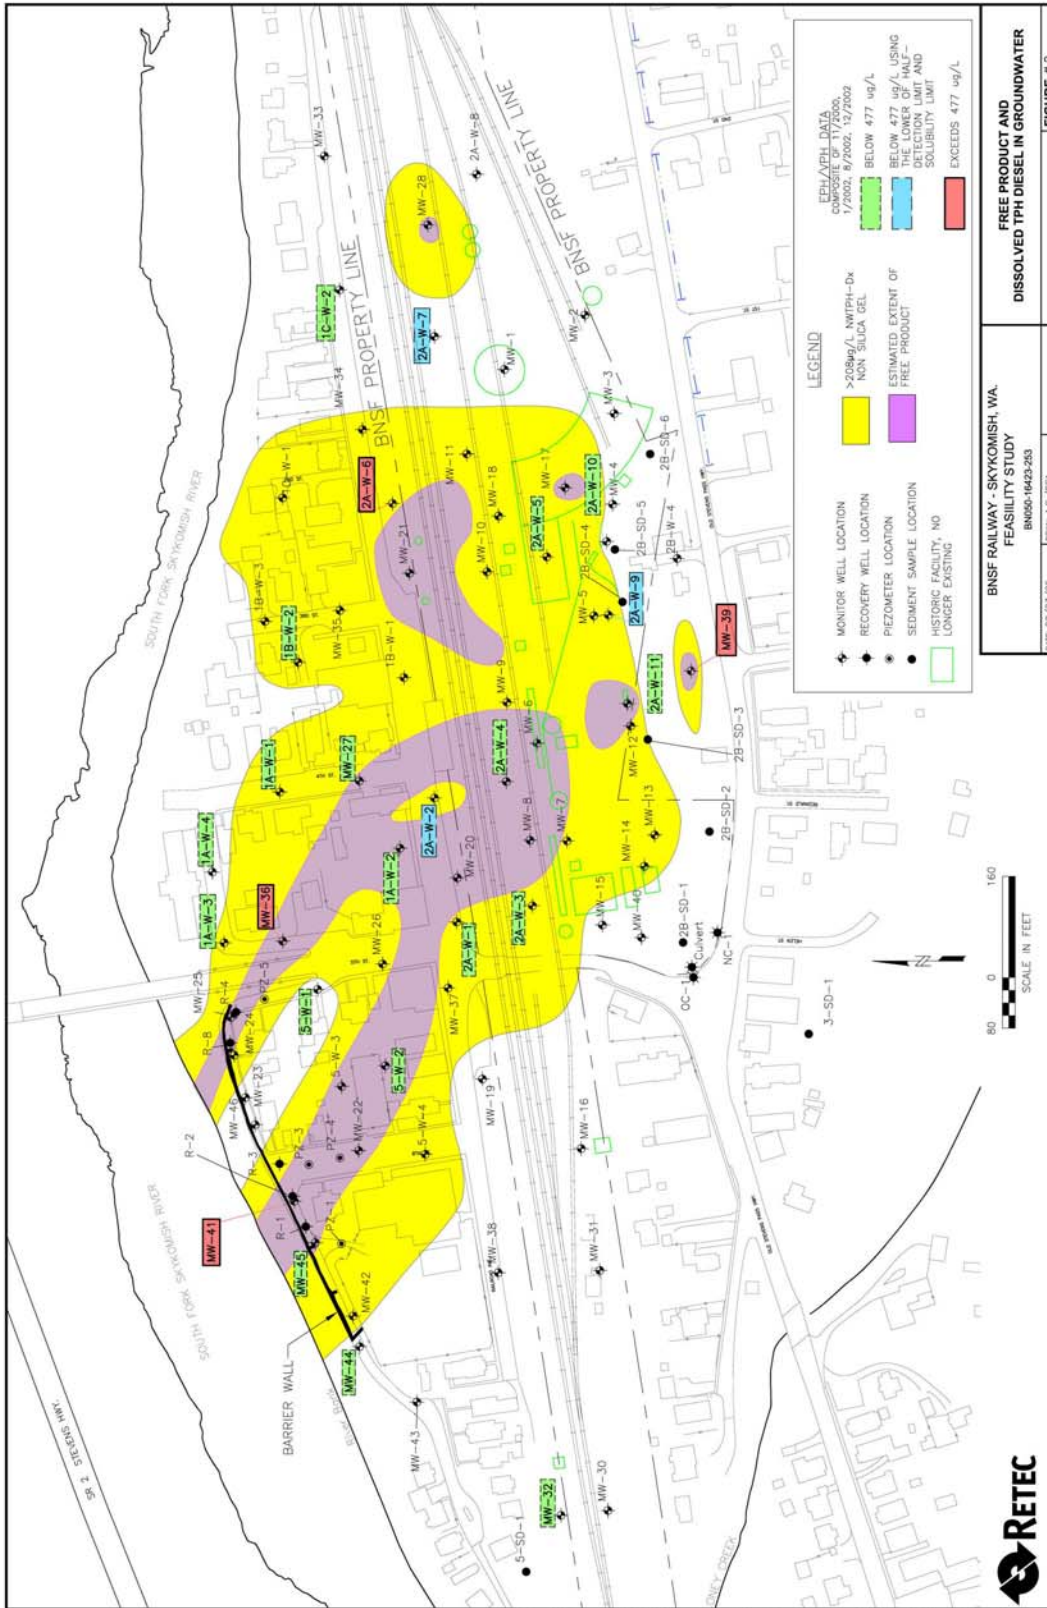 SR 2 STEVENS HWY.
SOUTH FORK SKYKOMISH RIVER
SOUTH FORK SKYKOMISH RIVER
River Bank
BARRIER WALL
BNSF PROPERTY LINE
BNSF PROPERTY LINE
OLD STEVENS PASS HWY
OLD STEVENS PASS HWY
5-SD-1
MW-32
MW-30
MW-43
MW-44
MW-42
MW-45
MW-41
R-1
R-2
R-3
PZ-1
PZ-3
PZ-4
MW-46
MW-23
MW-22
5-W-4
5-W-3
5-W-2
5-W-1
MW-38
MW-31
MW-16
MW-19
MW-37
R-8
MW-24
R-4
MW-25
PZ-5
MW-36
1A-W-3
1A-W-4
1A-W-1
MW-26
1A-W-2
2A-W-1
2A-W-2
MW-20
2A-W-3
MW-27
2A-W-4
MW-8
MW-7
MW-6
MW-9
MW-15
MW-40
MW-14
MW-13
MW-12
2A-W-11
MW-39
2B-SD-1
Culvert
OC-1
NC-1
3-SD-1
2B-SD-2
2B-SD-3
1B-W-2
1B-W-3
1B-W-1
MW-35
MW-21
MW-10
MW-18
MW-11
2A-W-6
MW-34
MW-5
2A-W-9
2B-SD-4
2B-SD-5
2B-W-4
2A-W-5
MW-17
2A-W-10
MW-4
2B-SD-6
MW-3
MW-2
MW-1
2A-W-7
1C-W-2
MW-33
MW-28
2A-W-8
HELEN ST.
80 0 160
SCALE IN FEET
LEGEND
MONITOR WELL LOCATION
RECOVERY WELL LOCATION
PIEZOMETER LOCATION
SEDIMENT SAMPLE LOCATION
HISTORIC FACILITY, NO
LONGER EXISTING
>208µg/L NWTPH-Dx
NON SILICA GEL
ESTIMATED EXTENT OF
FREE PRODUCT
EPH/VPH DATA
COMPOSITE OF 11/2000,
1/2002, 8/2002, 12/2002
BELOW 477 ug/L
BELOW 477 ug/L USING
THE LOWER OF HALF-
DETECTION LIMIT AND
SOLUBILITY LIMIT
EXCEEDS 477 ug/L
RETEC
BNSF RAILWAY - SKYKOMISH, WA.
FEASIILITY STUDY
BN050-16423-253
FREE PRODUCT AND
DISSOLVED TPH DIESEL IN GROUNDWATER